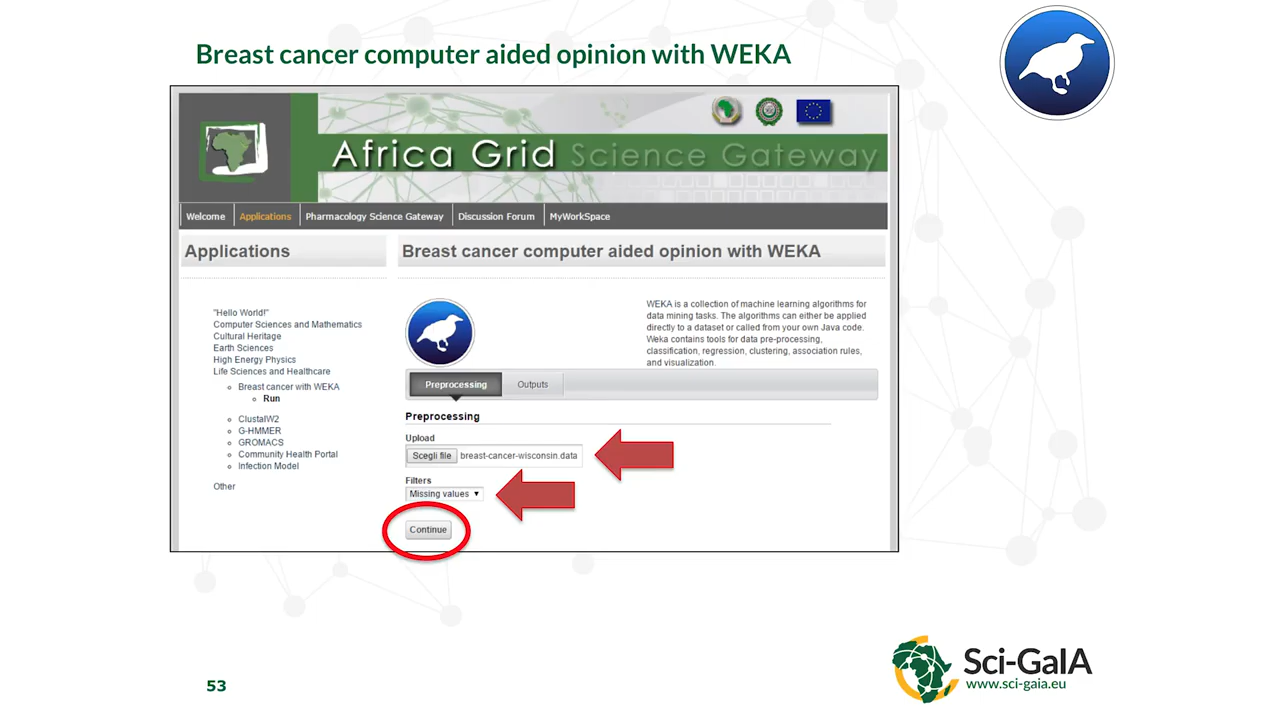 Breast cancer computer aided opinion with WEKA
Africa Grid Science Gateway
Welcome
Applications
Pharmacology Science Gateway
Discussion Forum
MyWorkSpace
Applications
"Hello World!"
Computer Sciences and Mathematics
Cultural Heritage
Earth Sciences
High Energy Physics
Life Sciences and Healthcare
Breast cancer with WEKA
Run
ClustalW2
G-HMMER
GROMACS
Community Health Portal
Infection Model
Other
Breast cancer computer aided opinion with WEKA
WEKA is a collection of machine learning algorithms for
data mining tasks. The algorithms can either be applied
directly to a dataset or called from your own Java code.
Weka contains tools for data pre-processing,
classification, regression, clustering, association rules,
and visualization.
Preprocessing
Outputs
Preprocessing
Upload
Scegli file breast-cancer-wisconsin.data
Filters
Missing values
Continue
53
Sci-GaIA
www.sci-gaia.eu